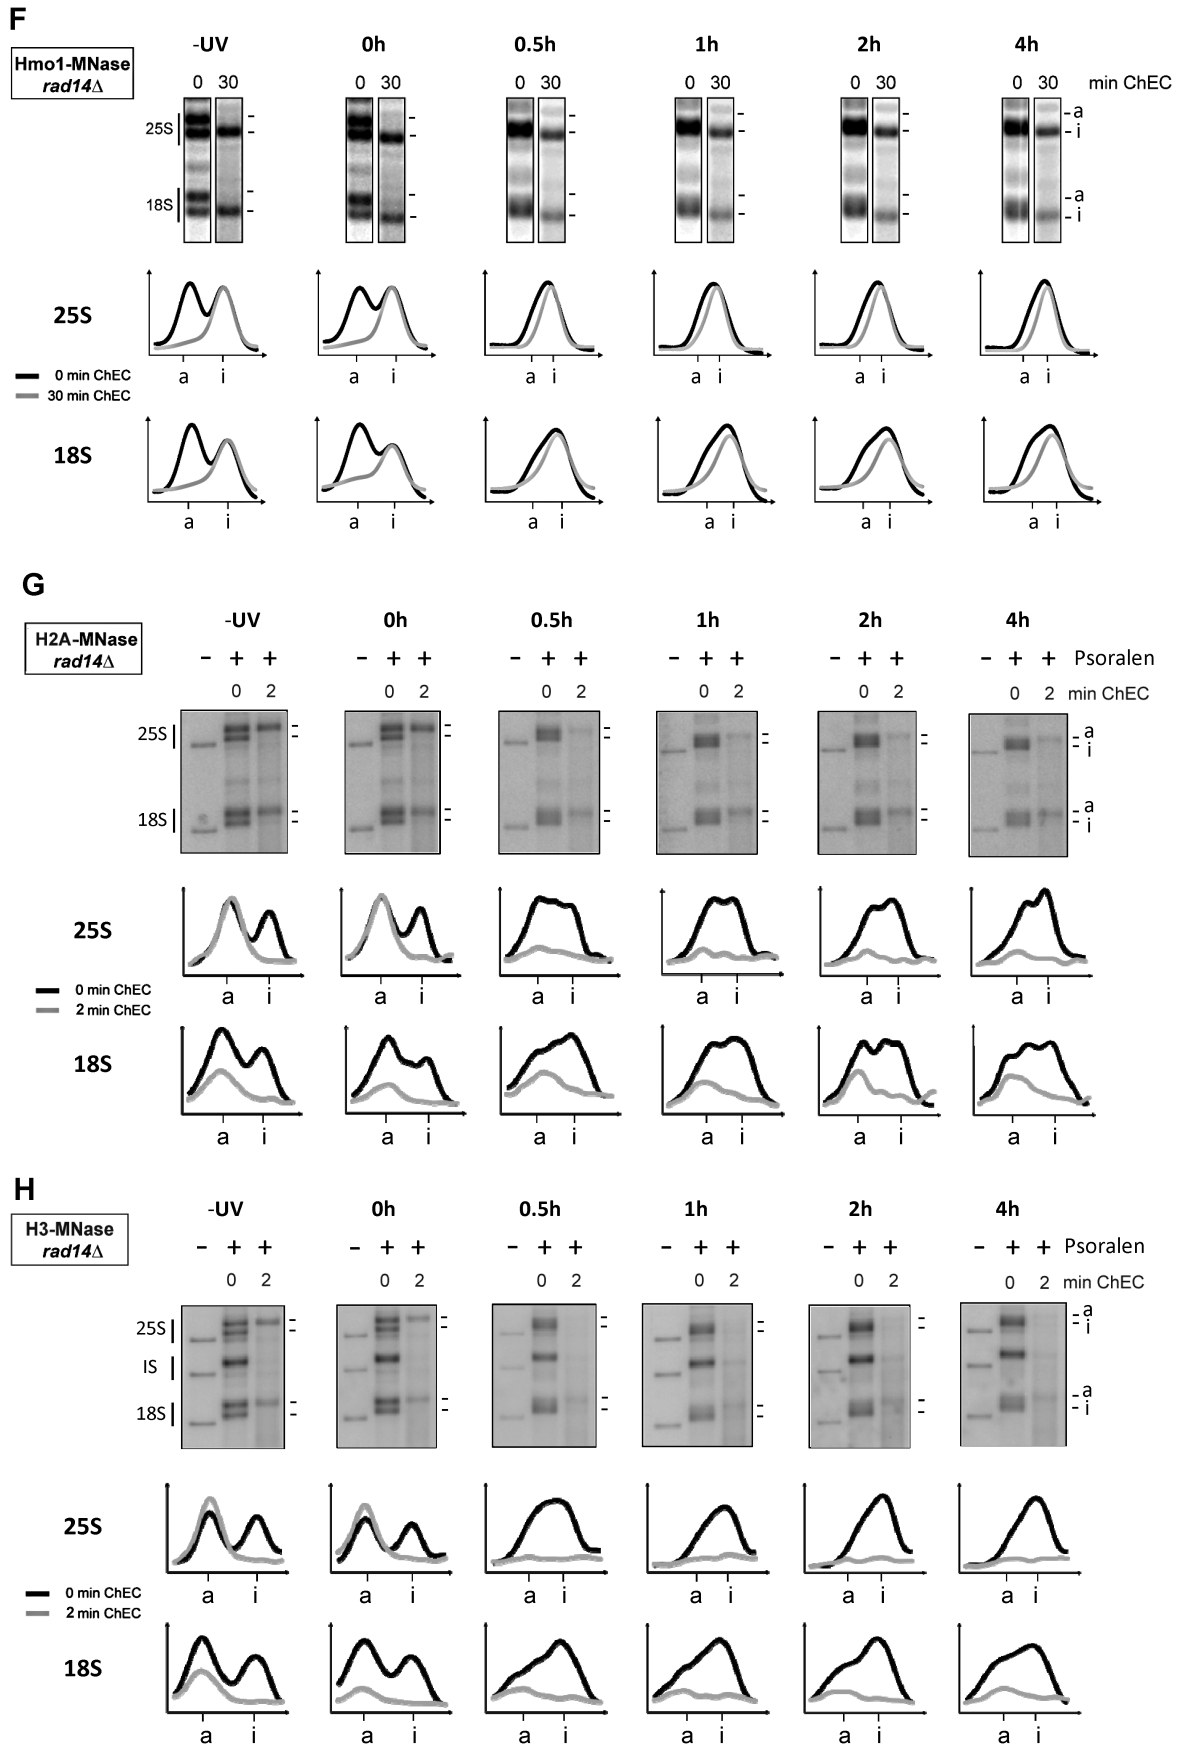 F
-UV 0h 0.5h 1h 2h 4h
Hmo1-MNase
rad14Δ
0 30 0 30 0 30 0 30 0 30 0 30 min ChEC
a
25S
i
18S
a
i
25S
0 min ChEC
30 min ChEC
a i a i a i a i a i a i
18S
a i a i a i a i a i a i
G
-UV 0h 0.5h 1h 2h 4h
H2A-MNase
rad14Δ
– + + – + + – + + – + + – + + – + + Psoralen
0 2 0 2 0 2 0 2 0 2 0 2 min ChEC
25S
a
i
18S
a
i
25S
0 min ChEC
2 min ChEC
a i a i a i a i a i a i
18S
a i a i a i a i a i a i
H
-UV 0h 0.5h 1h 2h 4h
H3-MNase
rad14Δ
– + + – + + – + + – + + – + + – + + Psoralen
0 2 0 2 0 2 0 2 0 2 0 2 min ChEC
25S
a
i
IS
18S
a
i
25S
0 min ChEC
2 min ChEC
a i a i a i a i a i a i
18S
a i a i a i a i a i a i